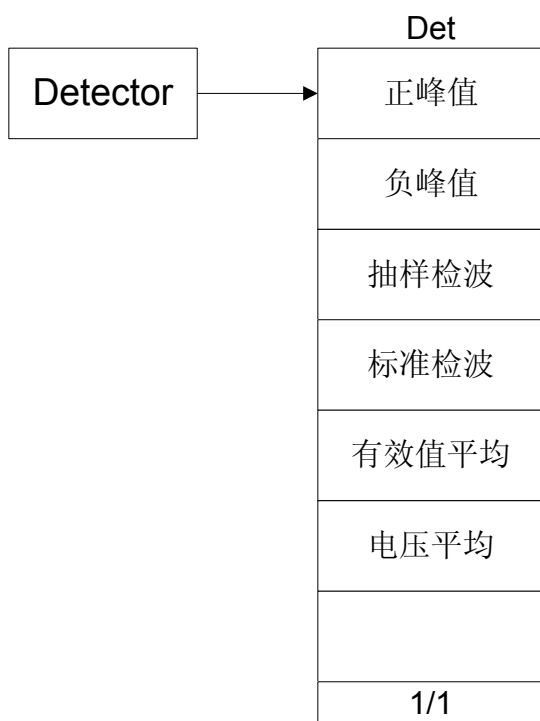 Det
Detector
正峰值
负峰值
抽样检波
标准检波
有效值平均
电压平均
1/1